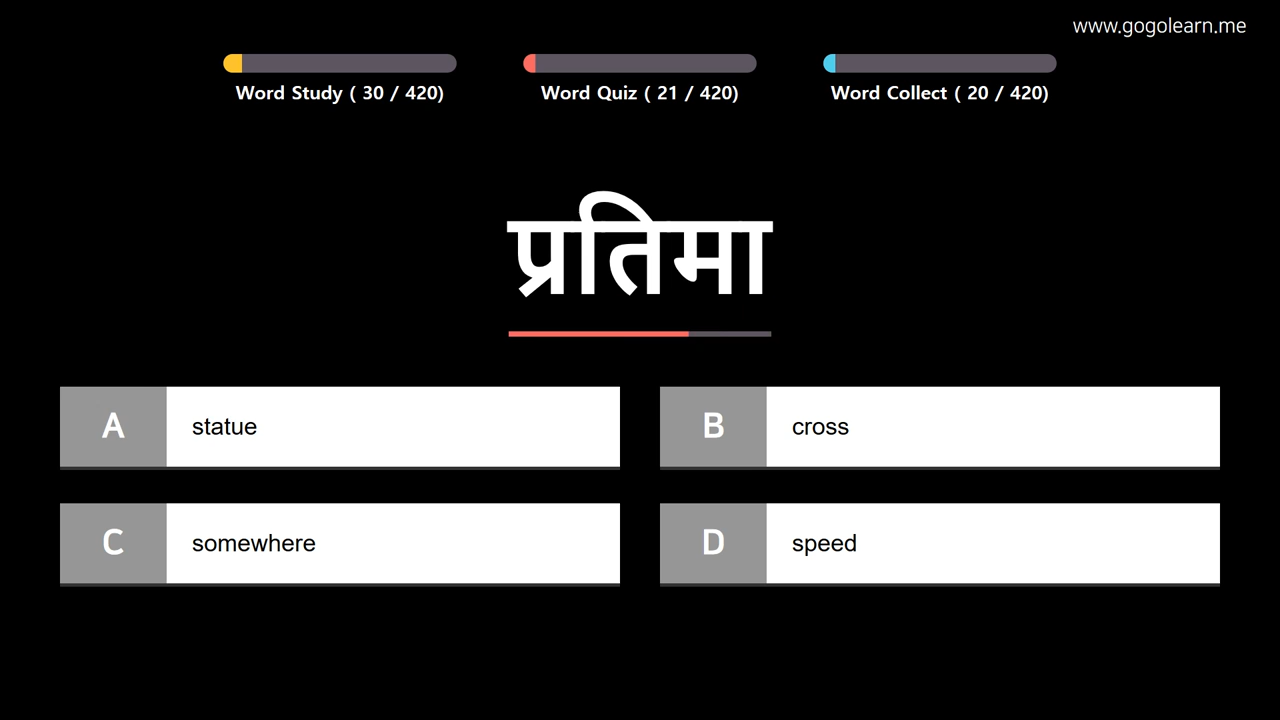 www.gogolearn.me
Word Study ( 30 / 420)
Word Quiz ( 21 / 420)
Word Collect ( 20 / 420)
प्रतिमा
A statue
B cross
C somewhere
D speed